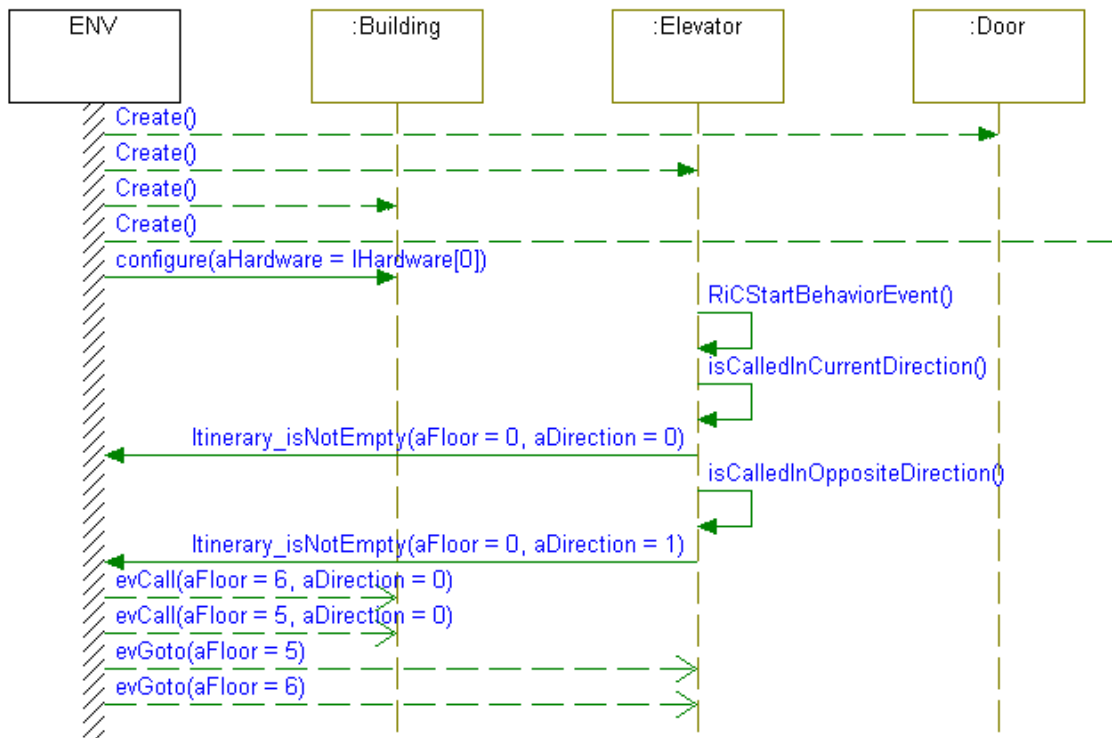 ENV
:Building
:Elevator
:Door
Create()
Create()
Create()
Create()
configure(aHardware = IHardware[0])
RiCStartBehaviorEvent()
isCalledInCurrentDirection()
Itinerary_isNotEmpty(aFloor = 0, aDirection = 0)
isCalledInOppositeDirection()
Itinerary_isNotEmpty(aFloor = 0, aDirection = 1)
evCall(aFloor = 6, aDirection = 0)
evCall(aFloor = 5, aDirection = 0)
evGoto(aFloor = 5)
evGoto(aFloor = 6)